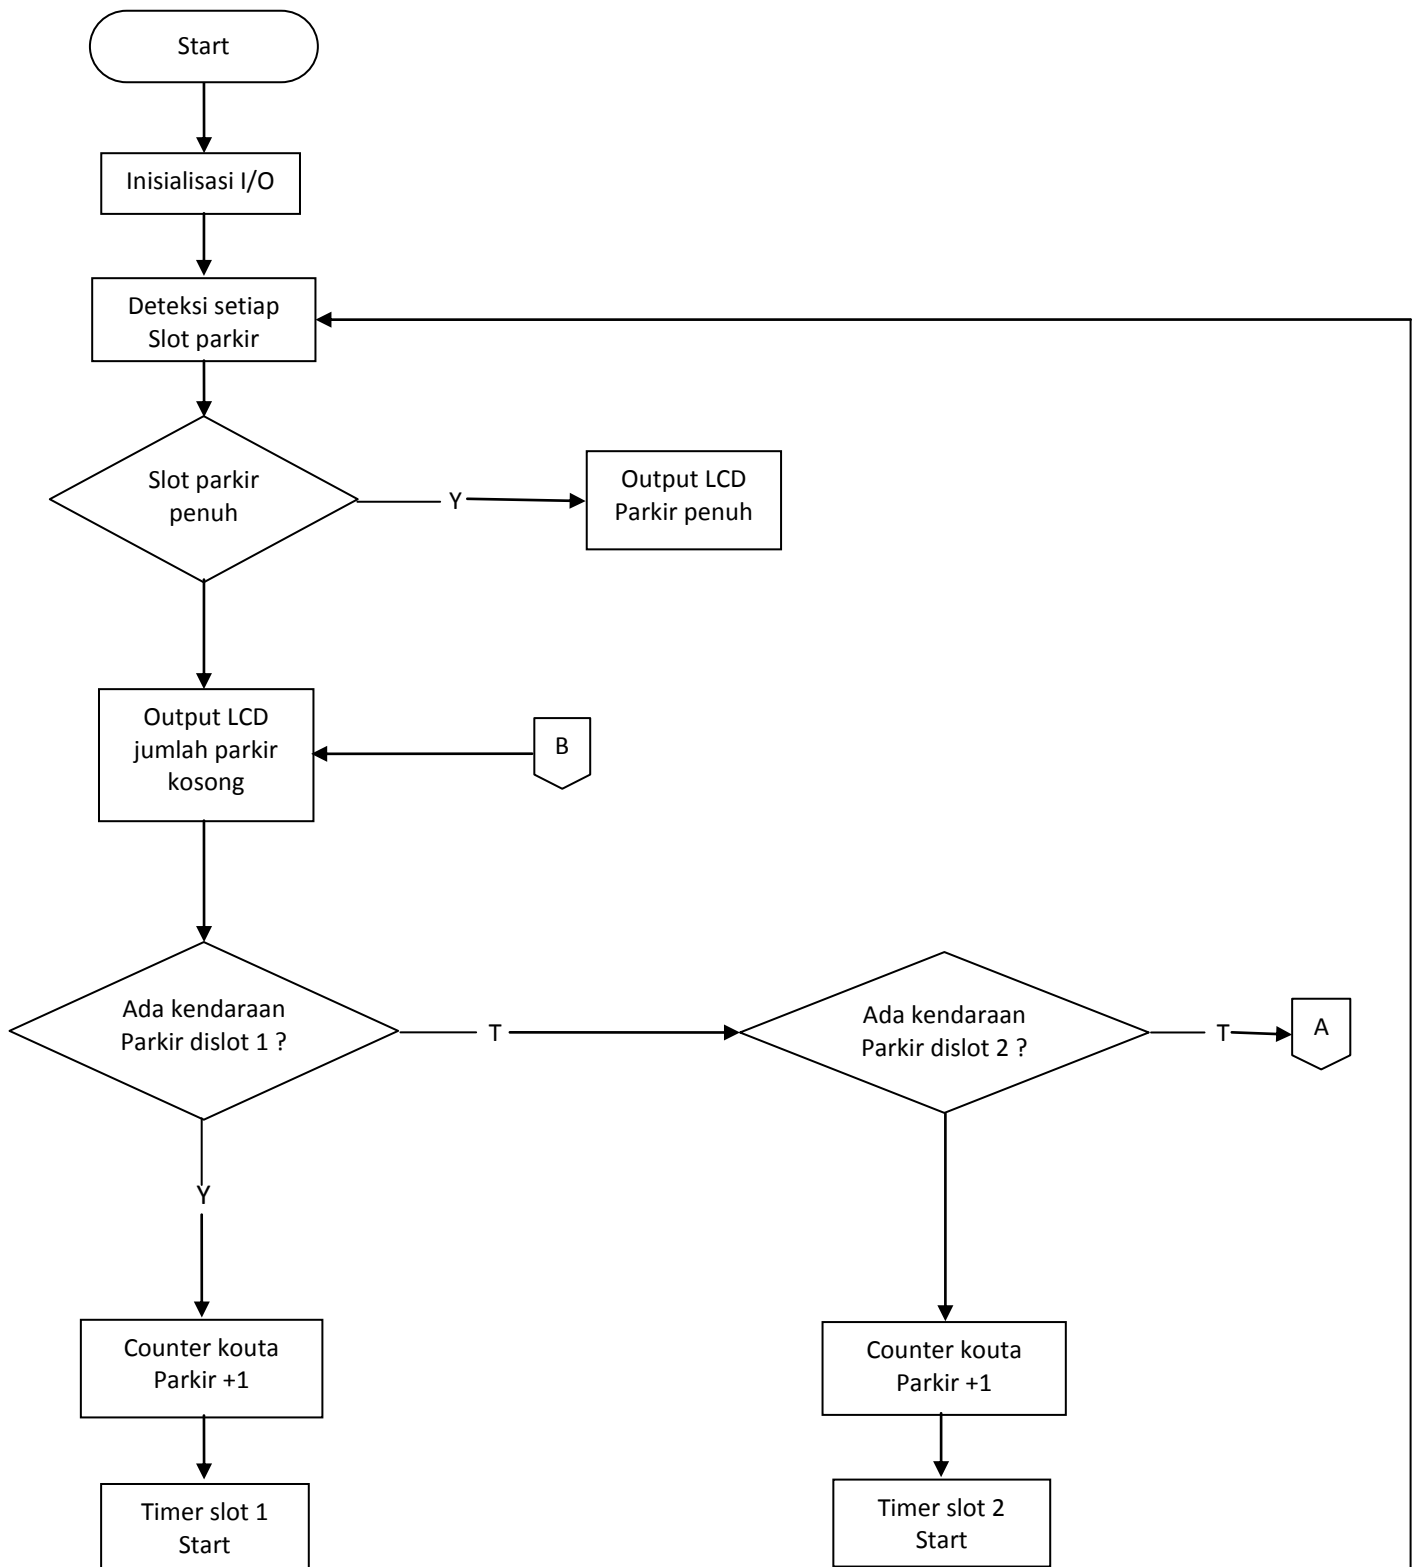 Start
Inisialisasi I/O
Deteksi setiap
Slot parkir
Slot parkir
penuh
Y
Output LCD
Parkir penuh
Output LCD
jumlah parkir
kosong
B
Ada kendaraan
Parkir dislot 1 ?
T
Ada kendaraan
Parkir dislot 2 ?
T
A
Y
Counter kouta
Parkir +1
Counter kouta
Parkir +1
Timer slot 1
Start
Timer slot 2
Start